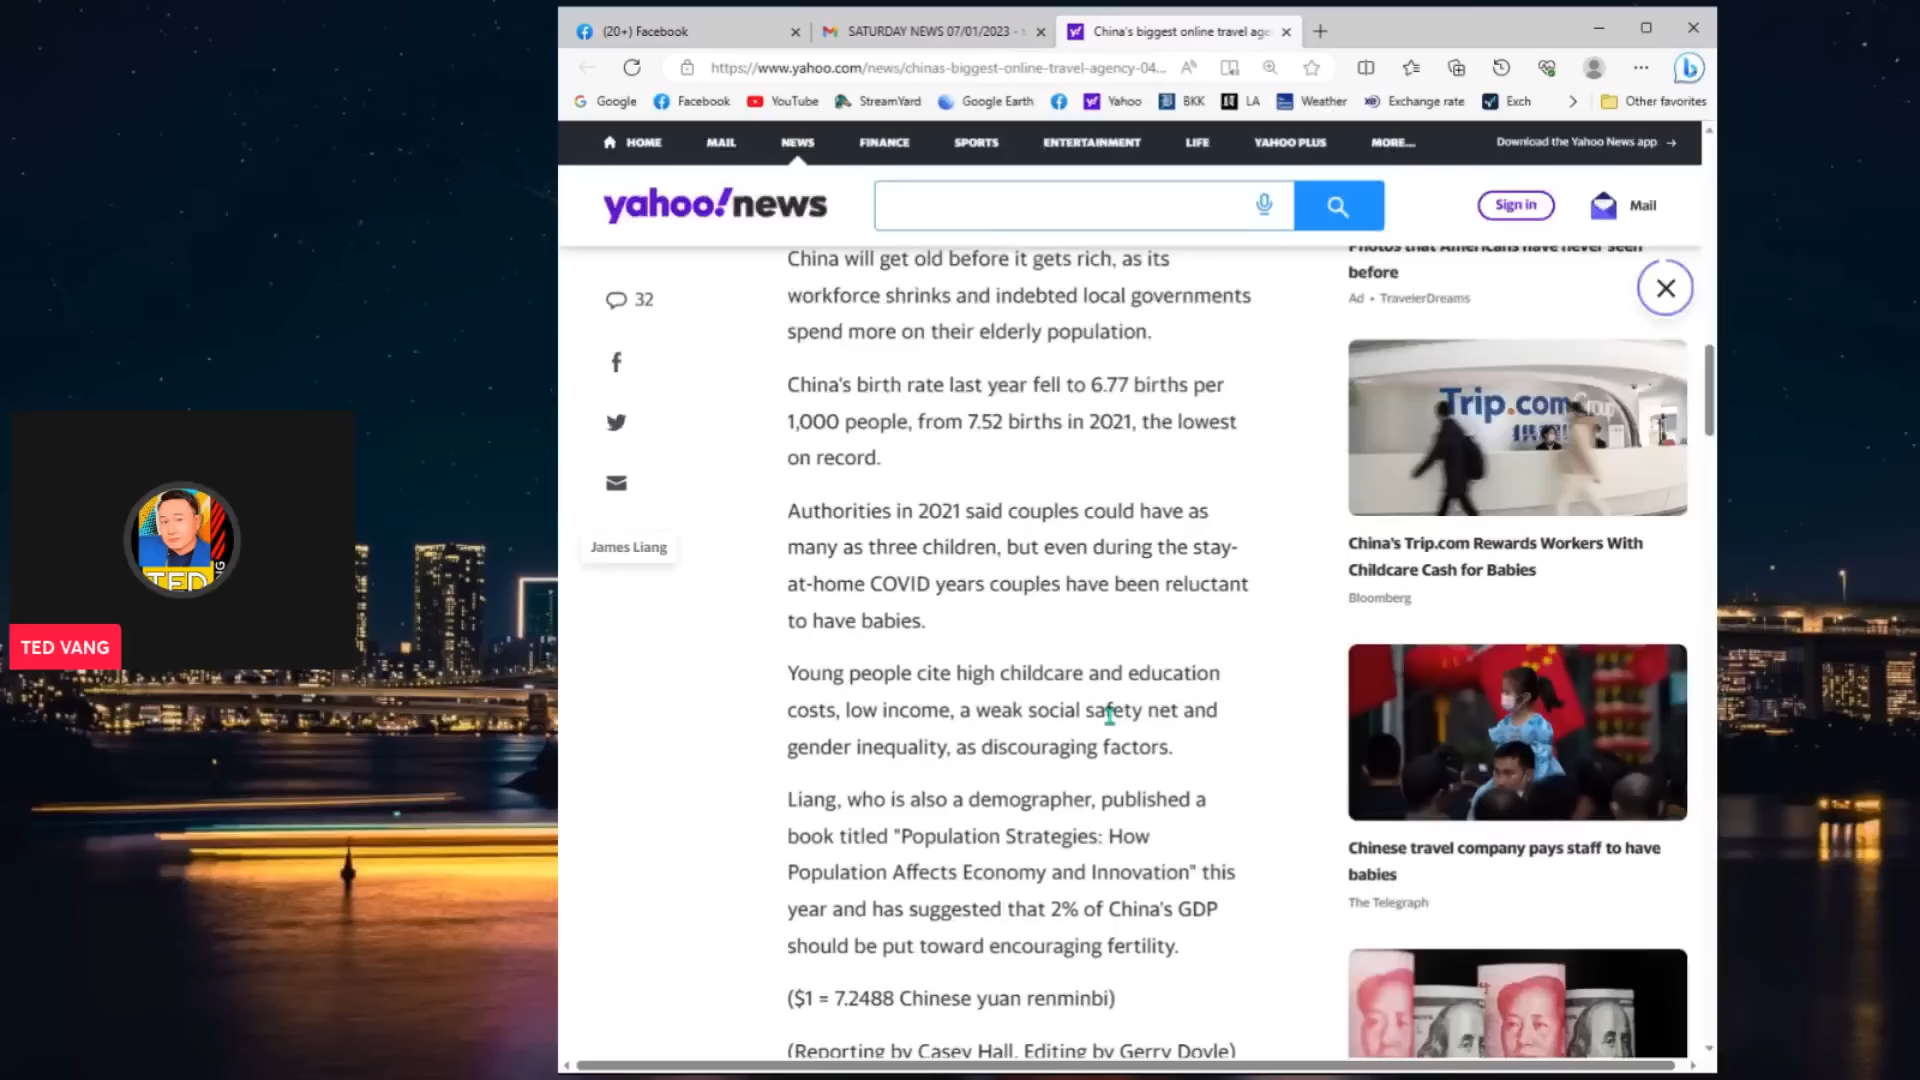 (20+) Facebook
SATURDAY NEWS 07/01/2023 -
China's biggest online travel age
https://www.yahoo.com/news/chinas-biggest-online-travel-agency-04...
Google
Facebook
YouTube
StreamYard
Google Earth
Yahoo
BKK
LA
Weather
Exchange rate
Exch
Other favorites
HOME
MAIL
NEWS
FINANCE
SPORTS
ENTERTAINMENT
LIFE
YAHOO PLUS
MORE...
Download the Yahoo News app →
yahoo!news
Sign in
Mail
32
James Liang
China will get old before it gets rich, as its
workforce shrinks and indebted local governments
spend more on their elderly population.
China's birth rate last year fell to 6.77 births per
1,000 people, from 7.52 births in 2021, the lowest
on record.
Authorities in 2021 said couples could have as
many as three children, but even during the stay-
at-home COVID years couples have been reluctant
to have babies.
Young people cite high childcare and education
costs, low income, a weak social safety net and
gender inequality, as discouraging factors.
Liang, who is also a demographer, published a
book titled "Population Strategies: How
Population Affects Economy and Innovation" this
year and has suggested that 2% of China's GDP
should be put toward encouraging fertility.
($1 = 7.2488 Chinese yuan renminbi)
(Reporting by Casey Hall, Editing by Gerry Doyle)
Photos that Americans have never seen
before
Ad • TravelerDreams
Trip.com Group
China's Trip.com Rewards Workers With
Childcare Cash for Babies
Bloomberg
Chinese travel company pays staff to have
babies
The Telegraph
TED
TED VANG